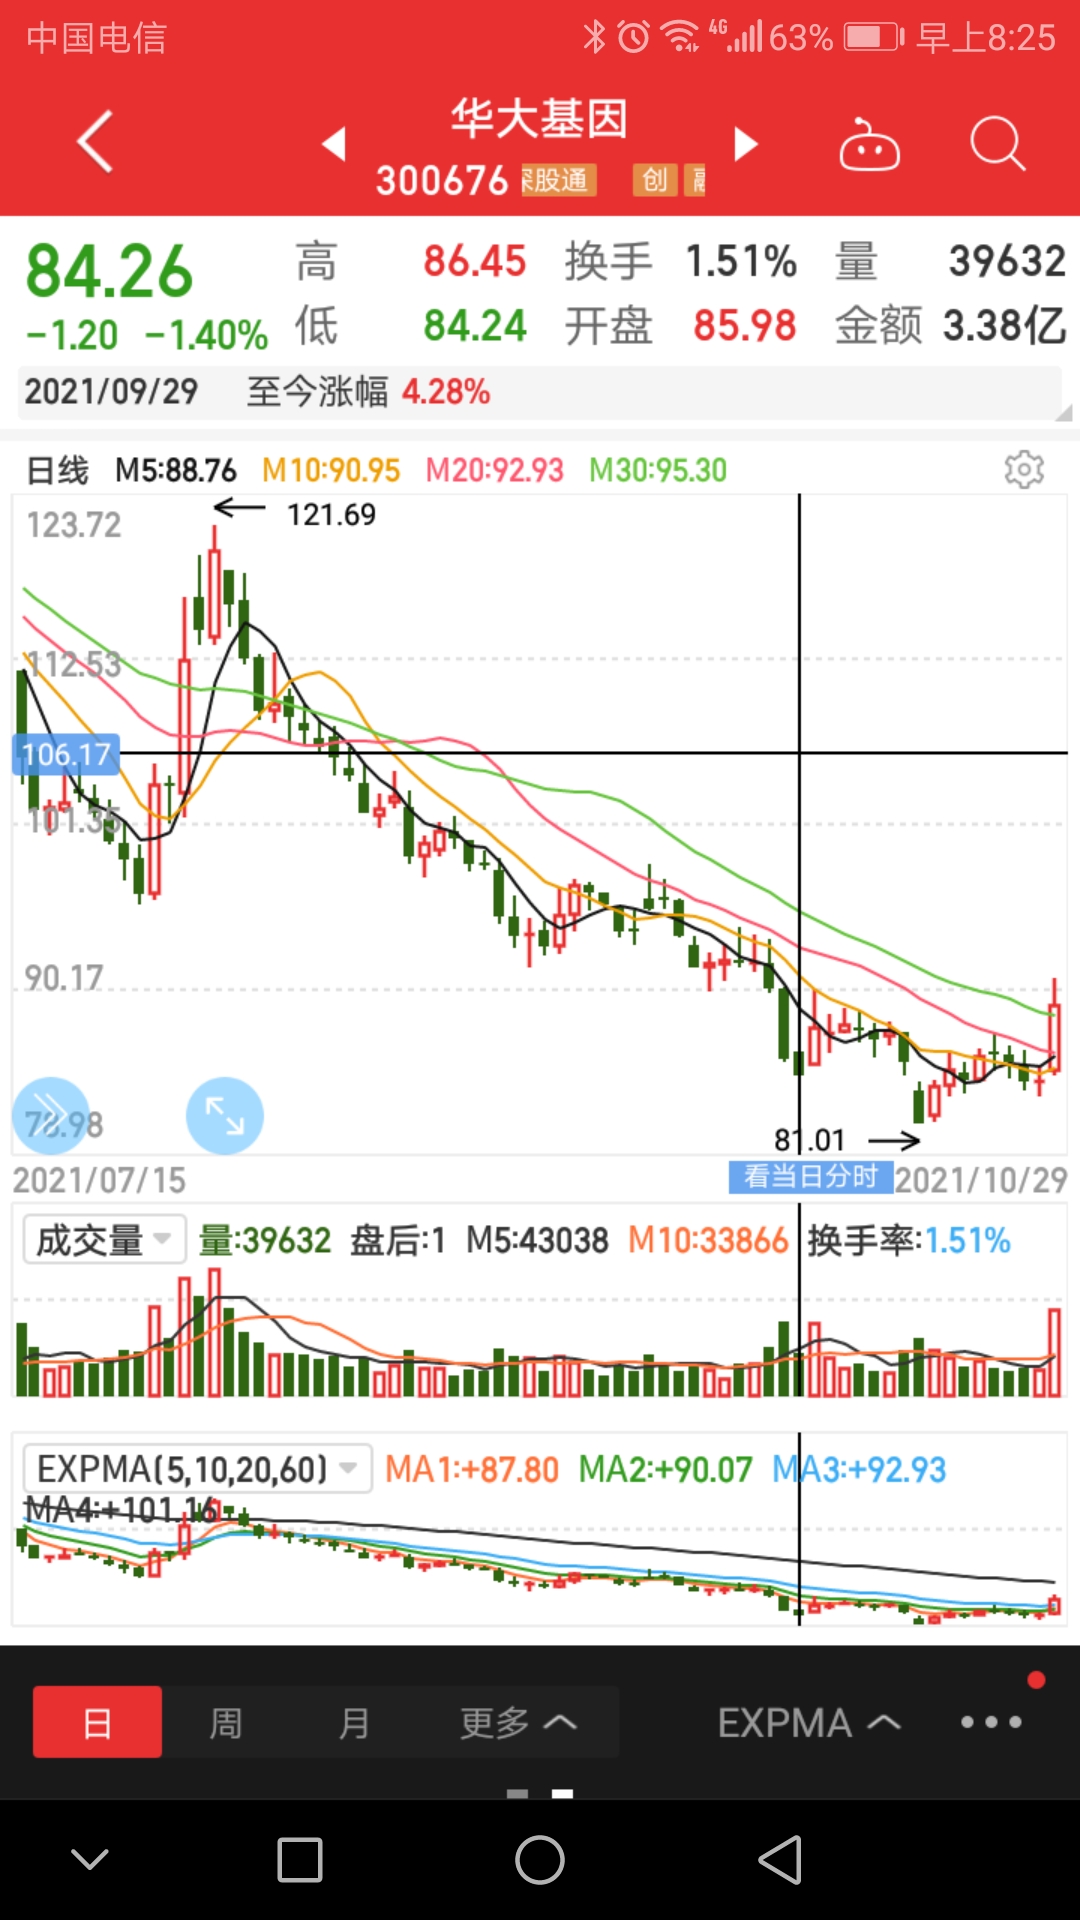 中国电信 4G 63% 早上8:25
华大基因
300676 深股通 创 融
84.26 高 86.45 换手 1.51% 量 39632
-1.20 -1.40% 低 84.24 开盘 85.98 金额 3.38亿
2021/09/29 至今涨幅 4.28%
日线 M5:88.76 M10:90.95 M20:92.93 M30:95.30
123.72
121.69
112.53
106.17
101.35
90.17
78.98
81.01
2021/07/15 看当日分时 2021/10/29
成交量 量:39632 盘后:1 M5:43038 M10:33866 换手率:1.51%
EXPMA(5,10,20,60) MA1:+87.80 MA2:+90.07 MA3:+92.93
MA4:+101.16
日 周 月 更多 EXPMA